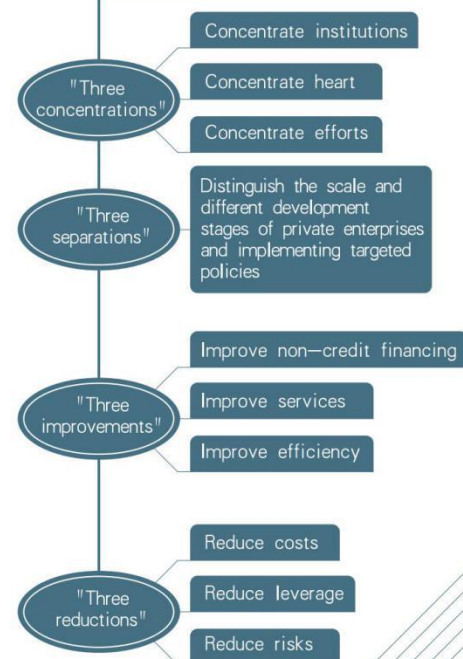 "Three
concentrations"
Concentrate institutions
Concentrate heart
Concentrate efforts
"Three
separations"
Distinguish the scale and
different development
stages of private enterprises
and implementing targeted
policies
"Three
improvements"
Improve non-credit financing
Improve services
Improve efficiency
"Three
reductions"
Reduce costs
Reduce leverage
Reduce risks